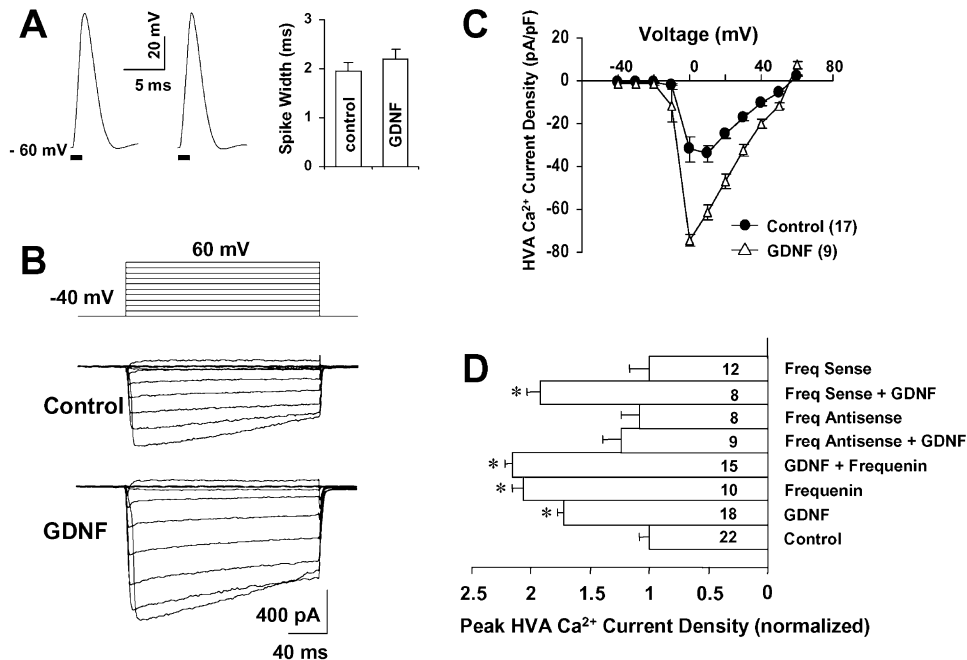 A
20 mV
5 ms
- 60 mV
Spike Width (ms)
3
2
1
0
control
GDNF
B
60 mV
-40 mV
Control
GDNF
400 pA
40 ms
C
Voltage (mV)
HVA Ca²⁺ Current Density (pA/pF)
20
0
-20
-40
-60
-80
-40
0
40
80
Control (17)
GDNF (9)
D
12 Freq Sense
* 8 Freq Sense + GDNF
8 Freq Antisense
9 Freq Antisense + GDNF
* 15 GDNF + Frequenin
* 10 Frequenin
* 18 GDNF
22 Control
2.5 2 1.5 1 0.5 0
Peak HVA Ca²⁺ Current Density (normalized)